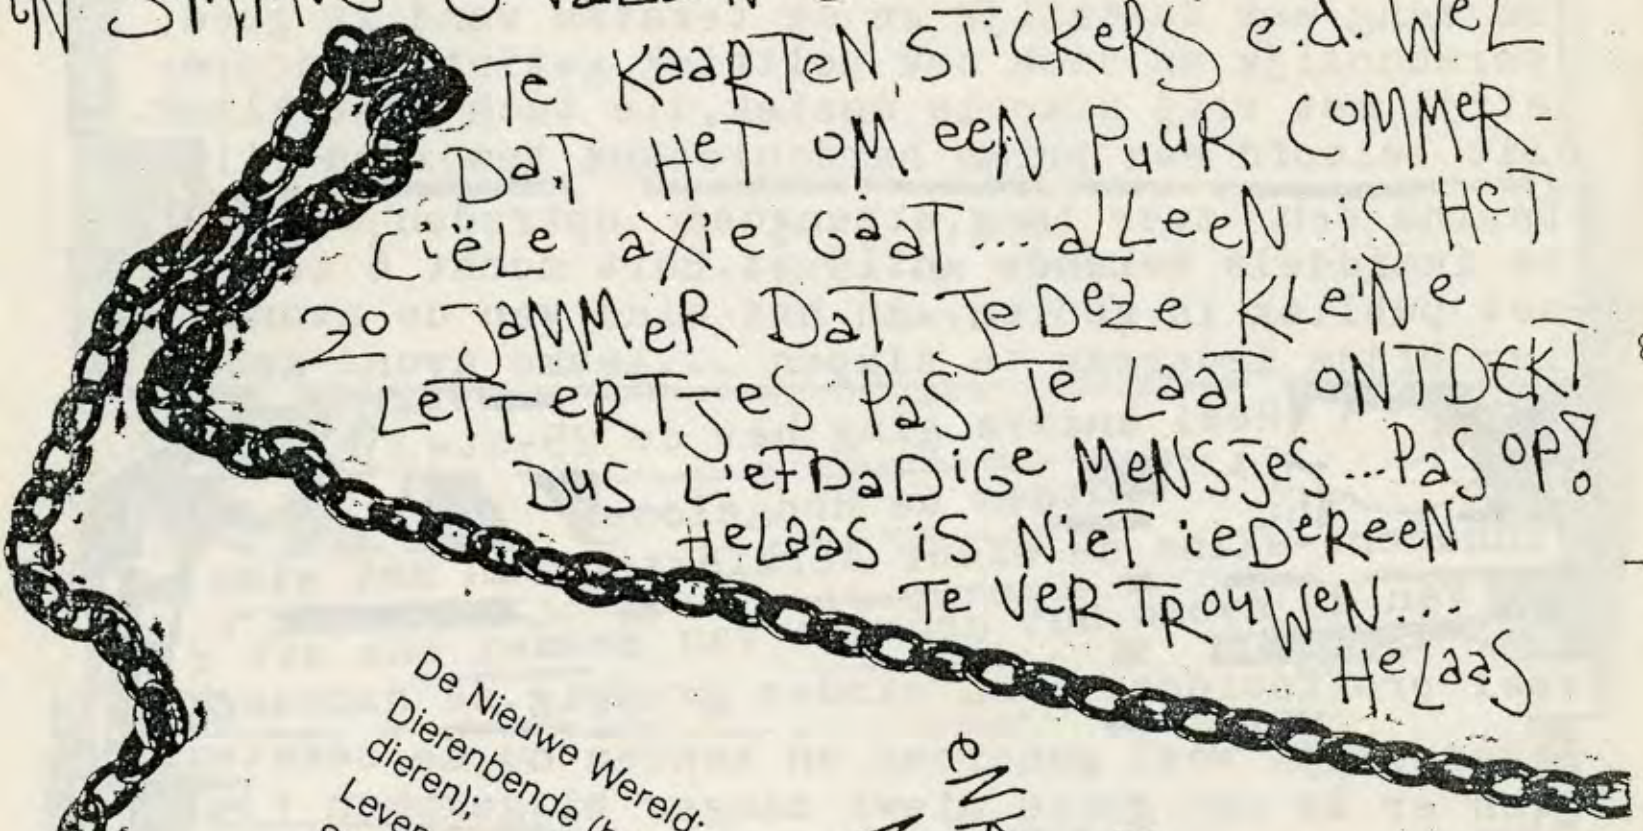 Te kaarten, stickers e.d. wel
dat het om een puur commer-
ciële axie gaat... alleen is het
zo jammer dat je deze kleine
lettertjes pas te laat ontdekt
dus liefdadige mensjes... pas op!
Helaas is niet iedereen
te vertrouwen...
Helaas
De Nieuwe Wereld:
Dierenbende
dieren);